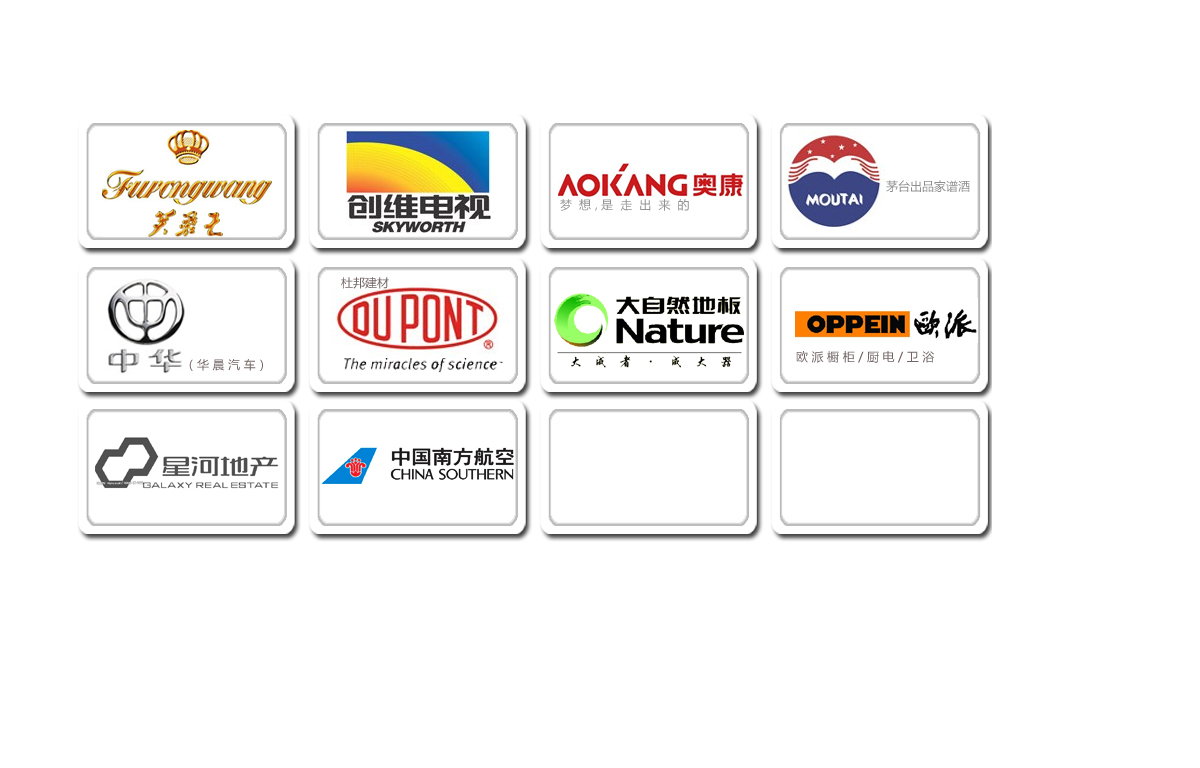 Furongwang
芙蓉王
创维电视
SKYWORTH
AOKANG 奥康
梦想,是走出来的
MOUTAI
茅台出品家谱酒
中华 (华晨汽车)
杜邦建材
DU PONT
®
The miracles of science™
大自然地板
Nature
大成者·成大器
OPPEIN 欧派
欧派橱柜/厨电/卫浴
星河地产
GALAXY REAL ESTATE
中国南方航空
CHINA SOUTHERN